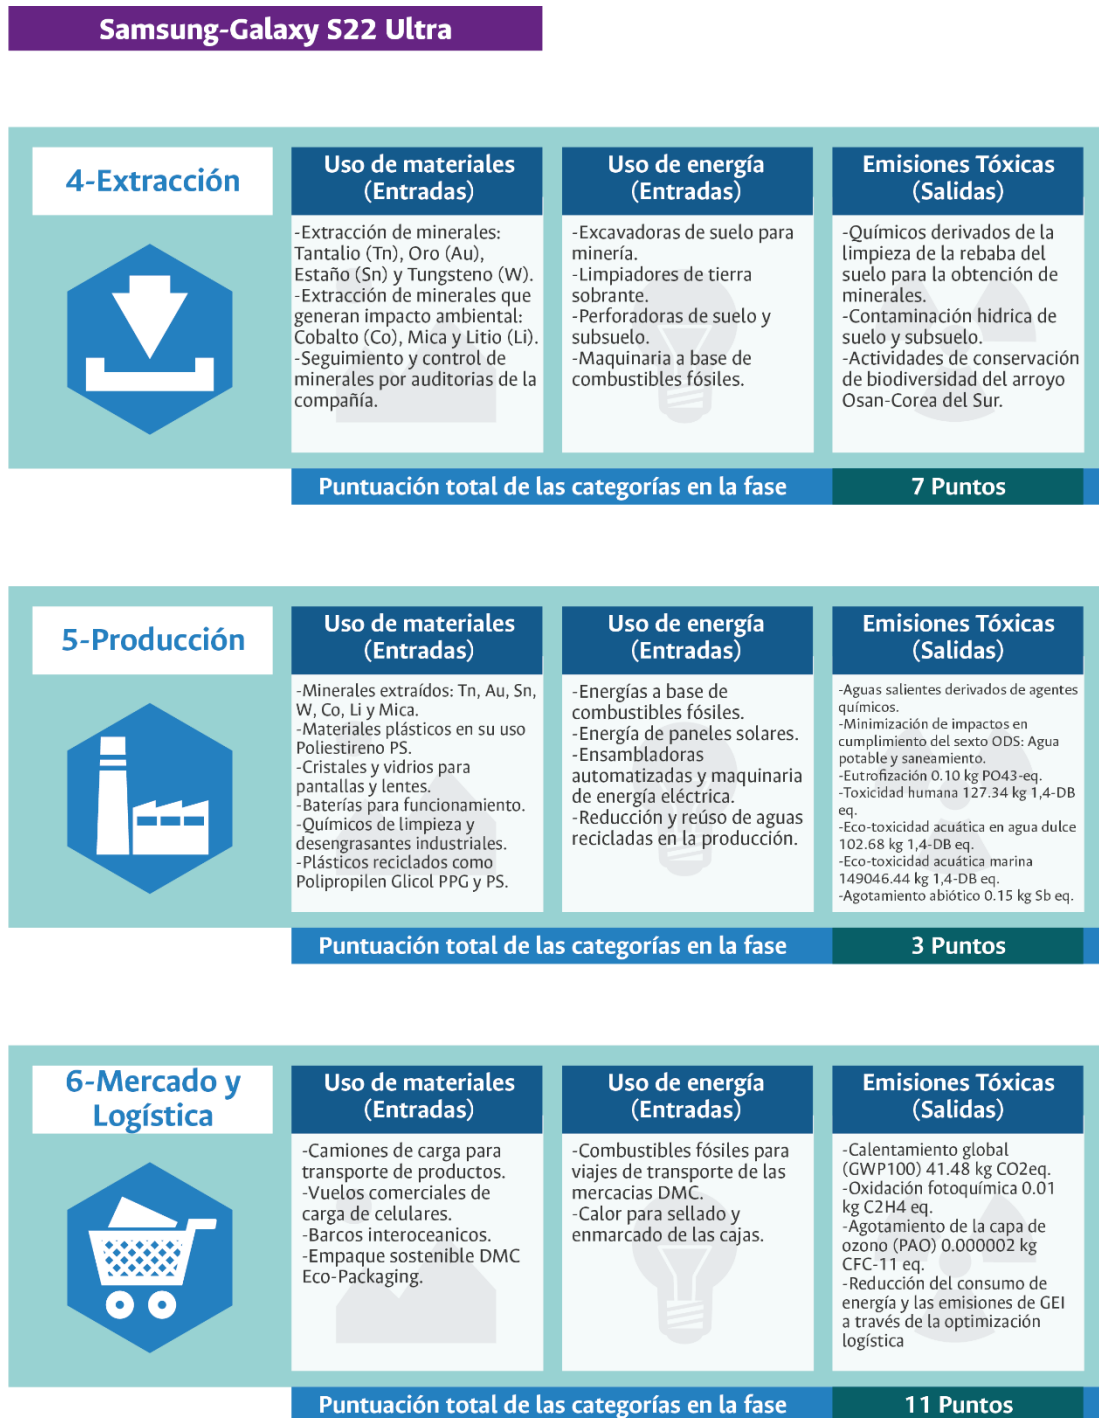 Samsung-Galaxy S22 Ultra
4-Extracción
Uso de materiales
(Entradas)
-Extracción de minerales:
Tantalio (Tn), Oro (Au),
Estaño (Sn) y Tungsteno (W).
-Extracción de minerales que
generan impacto ambiental:
Cobalto (Co), Mica y Litio (Li).
-Seguimiento y control de
minerales por auditorias de la
compañía.
Uso de energía
(Entradas)
-Excavadoras de suelo para
minería.
-Limpiadores de tierra
sobrante.
-Perforadoras de suelo y
subsuelo.
-Maquinaria a base de
combustibles fósiles.
Emisiones Tóxicas
(Salidas)
-Químicos derivados de la
limpieza de la rebaba del
suelo para la obtención de
minerales.
-Contaminación hidrica de
suelo y subsuelo.
-Actividades de conservación
de biodiversidad del arroyo
Osan-Corea del Sur.
Puntuación total de las categorías en la fase
7 Puntos
5-Producción
Uso de materiales
(Entradas)
-Minerales extraídos: Tn, Au, Sn,
W, Co, Li y Mica.
-Materiales plásticos en su uso
Poliestireno PS.
-Cristales y vidrios para
pantallas y lentes.
-Baterías para funcionamiento.
-Químicos de limpieza y
desengrasantes industriales.
-Plásticos reciclados como
Polipropilen Glicol PPG y PS.
Uso de energía
(Entradas)
-Energías a base de
combustibles fósiles.
-Energía de paneles solares.
-Ensambladoras
automatizadas y maquinaria
de energía eléctrica.
-Reducción y reúso de aguas
recicladas en la producción.
Emisiones Tóxicas
(Salidas)
-Aguas salientes derivados de agentes
químicos.
-Minimización de impactos en
cumplimiento del sexto ODS: Agua
potable y saneamiento.
-Eutrofización 0.10 kg PO43-eq.
-Toxicidad humana 127.34 kg 1,4-DB
eq.
-Eco-toxicidad acuática en agua dulce
102.68 kg 1,4-DB eq.
-Eco-toxicidad acuática marina
149046.44 kg 1,4-DB eq.
-Agotamiento abiótico 0.15 kg Sb eq.
Puntuación total de las categorías en la fase
3 Puntos
6-Mercado y
Logística
Uso de materiales
(Entradas)
-Camiones de carga para
transporte de productos.
-Vuelos comerciales de
carga de celulares.
-Barcos interoceanicos.
-Empaque sostenible DMC
Eco-Packaging.
Uso de energía
(Entradas)
-Combustibles fósiles para
viajes de transporte de las
mercacias DMC.
-Calor para sellado y
enmarcado de las cajas.
Emisiones Tóxicas
(Salidas)
-Calentamiento global
(GWP100) 41.48 kg CO2eq.
-Oxidación fotoquímica 0.01
kg C2H4 eq.
-Agotamiento de la capa de
ozono (PAO) 0.000002 kg
CFC-11 eq.
-Reducción del consumo de
energía y las emisiones de GEI
a través de la optimización
logística
Puntuación total de las categorías en la fase
11 Puntos